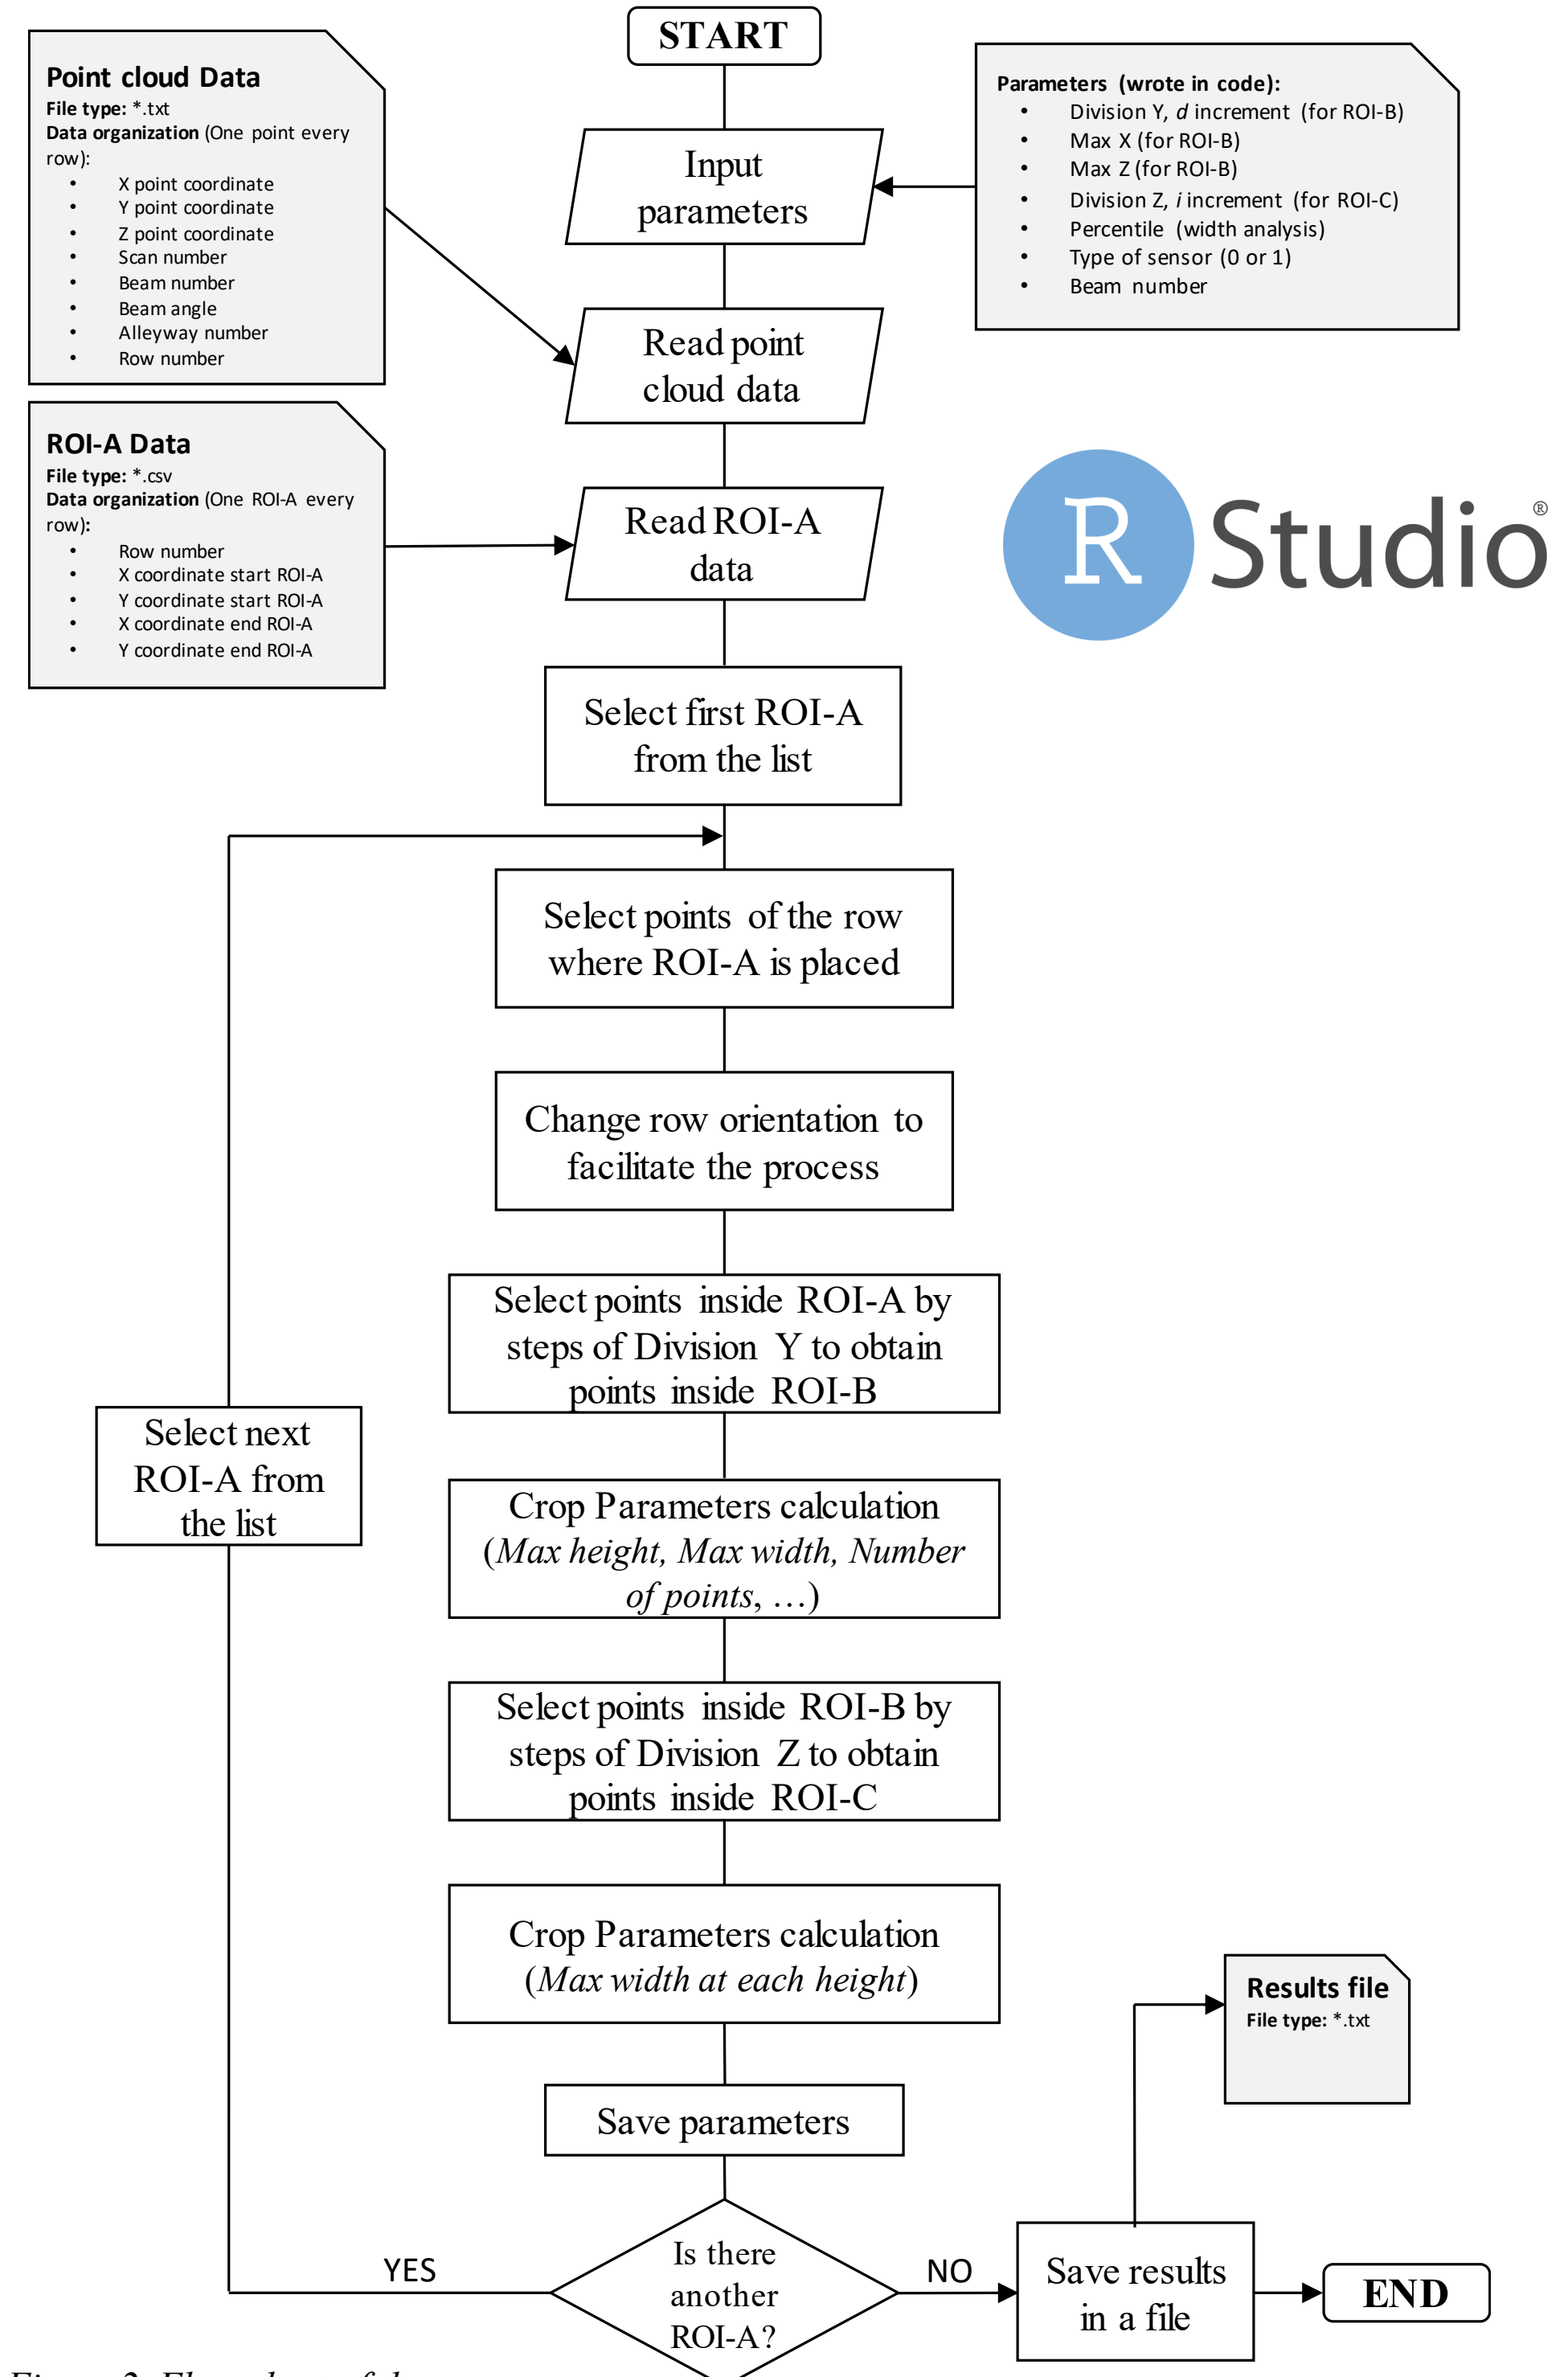 START
Point cloud Data
File type: *.txt
Data organization (One point every
row):
• X point coordinate
• Y point coordinate
• Z point coordinate
• Scan number
• Beam number
• Beam angle
• Alleyway number
• Row number
Parameters (wrote in code):
• Division Y, d increment (for ROI-B)
• Max X (for ROI-B)
• Max Z (for ROI-B)
• Division Z, i increment (for ROI-C)
• Percentile (width analysis)
• Type of sensor (0 or 1)
• Beam number
Input
parameters
Read point
cloud data
ROI-A Data
File type: *.csv
Data organization (One ROI-A every
row):
• Row number
• X coordinate start ROI-A
• Y coordinate start ROI-A
• X coordinate end ROI-A
• Y coordinate end ROI-A
Read ROI-A
data
R Studio®
Select first ROI-A
from the list
Select points of the row
where ROI-A is placed
Change row orientation to
facilitate the process
Select points inside ROI-A by
steps of Division Y to obtain
points inside ROI-B
Select next
ROI-A from
the list
Crop Parameters calculation
(Max height, Max width, Number
of points, …)
Select points inside ROI-B by
steps of Division Z to obtain
points inside ROI-C
Crop Parameters calculation
(Max width at each height)
Results file
File type: *.txt
Save parameters
Is there
another
ROI-A?
YES
NO
Save results
in a file
END